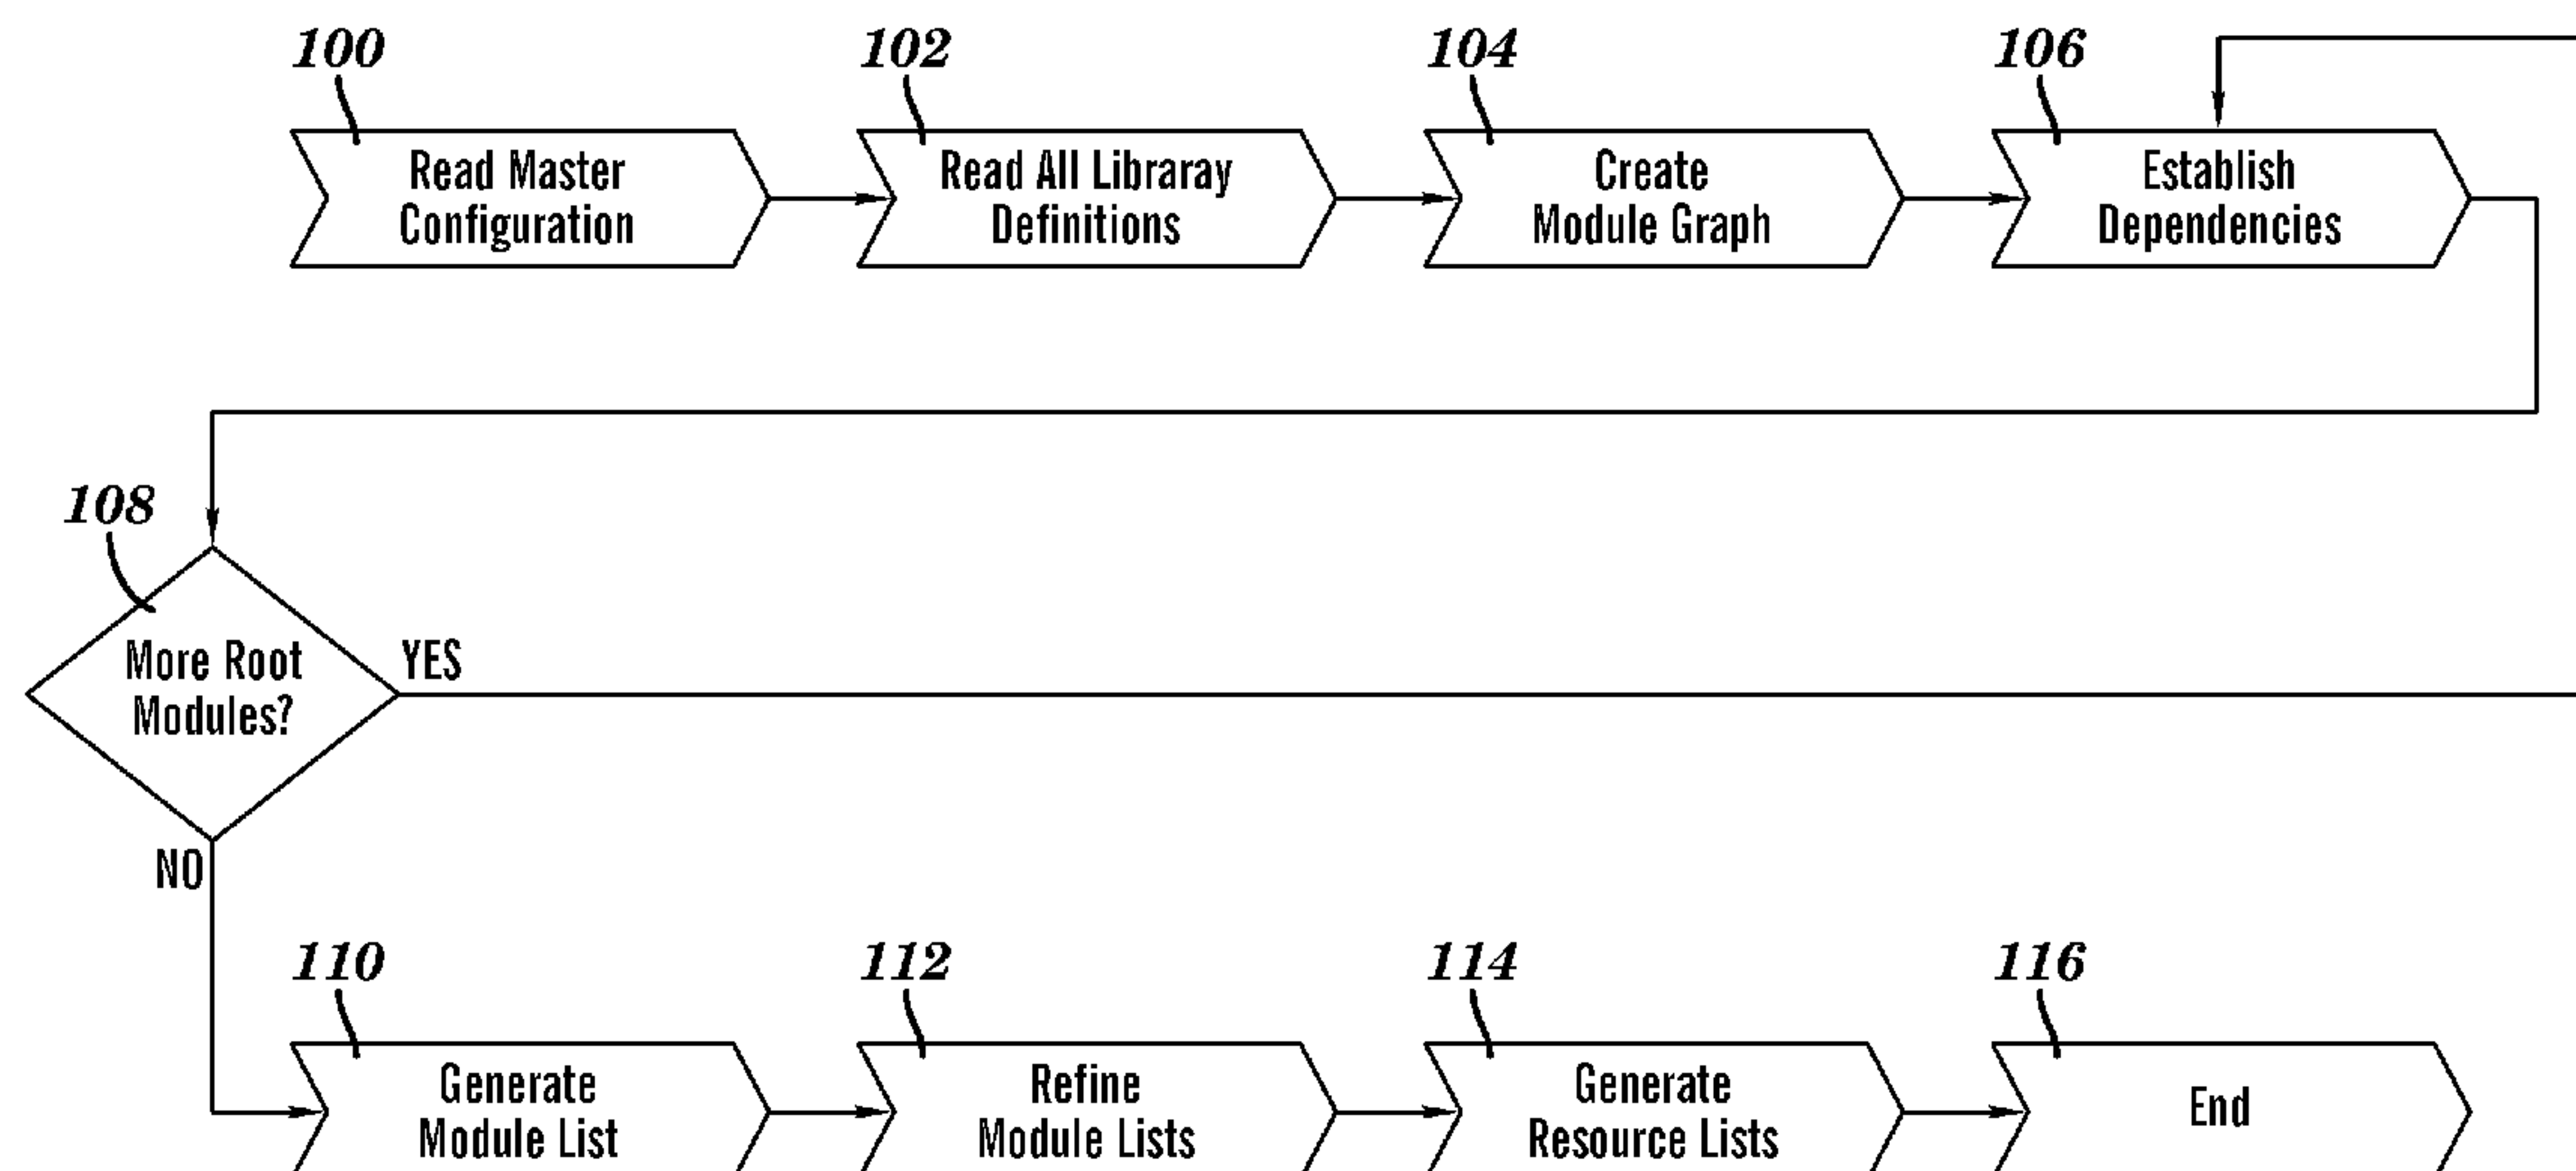 100
Read Master
Configuration
102
Read All Libraray
Definitions
104
Create
Module Graph
106
Establish
Dependencies
108
More Root
Modules?
YES
NO
110
Generate
Module List
112
Refine
Module Lists
114
Generate
Resource Lists
116
End